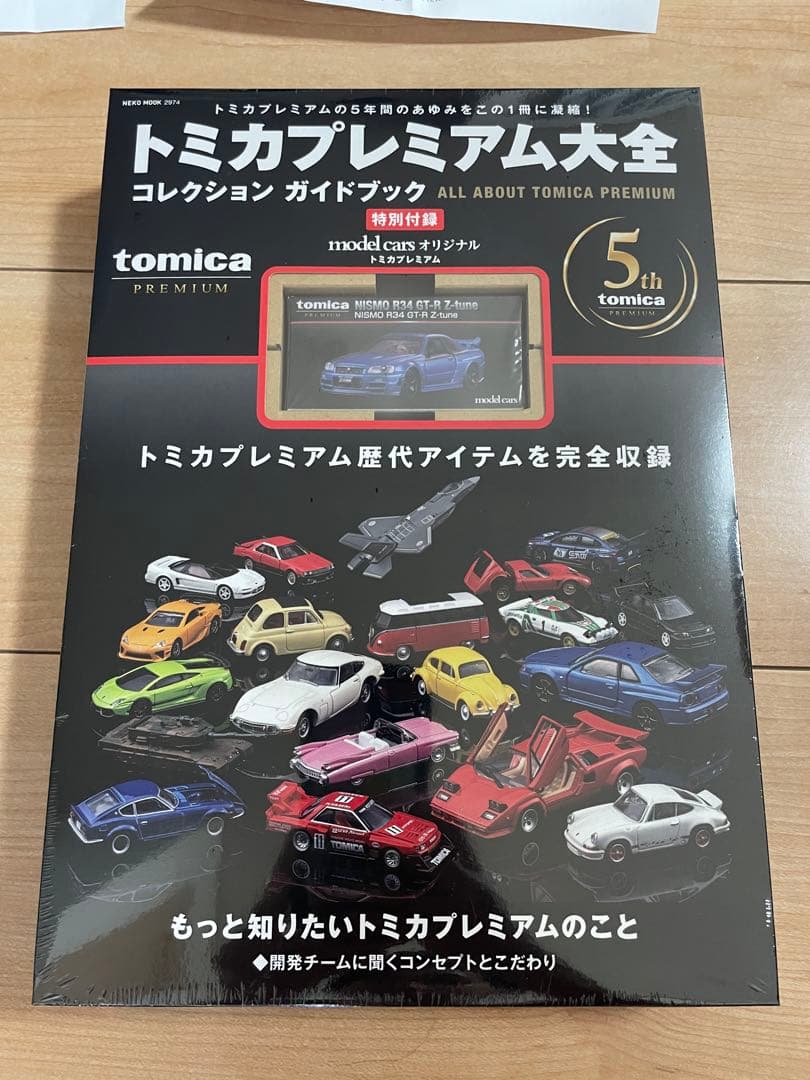 NEKO MOOK 2974
トミカプレミアムの5年間のあゆみをこの1冊に凝縮!
トミカプレミアム大全
コレクション ガイドブック ALL ABOUT TOMICA PREMIUM
特別付録
model cars オリジナル
トミカプレミアム
tomica
PREMIUM
5th
tomica
PREMIUM
tomica
PREMIUM
NISMO R34 GT-R Z-tune
NISMO R34 GT-R Z-tune
model cars
トミカプレミアム歴代アイテムを完全収録
11
11
TOMICA
1
もっと知りたいトミカプレミアムのこと
◆開発チームに聞くコンセプトとこだわり